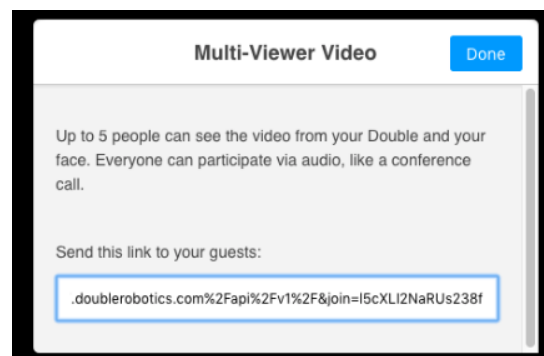 Multi-Viewer Video
Done
Up to 5 people can see the video from your Double and your
face. Everyone can participate via audio, like a conference
call.
Send this link to your guests:
.doublerobotics.com%2Fapi%2Fv1%2F&join=I5cXLI2NaRUs238f